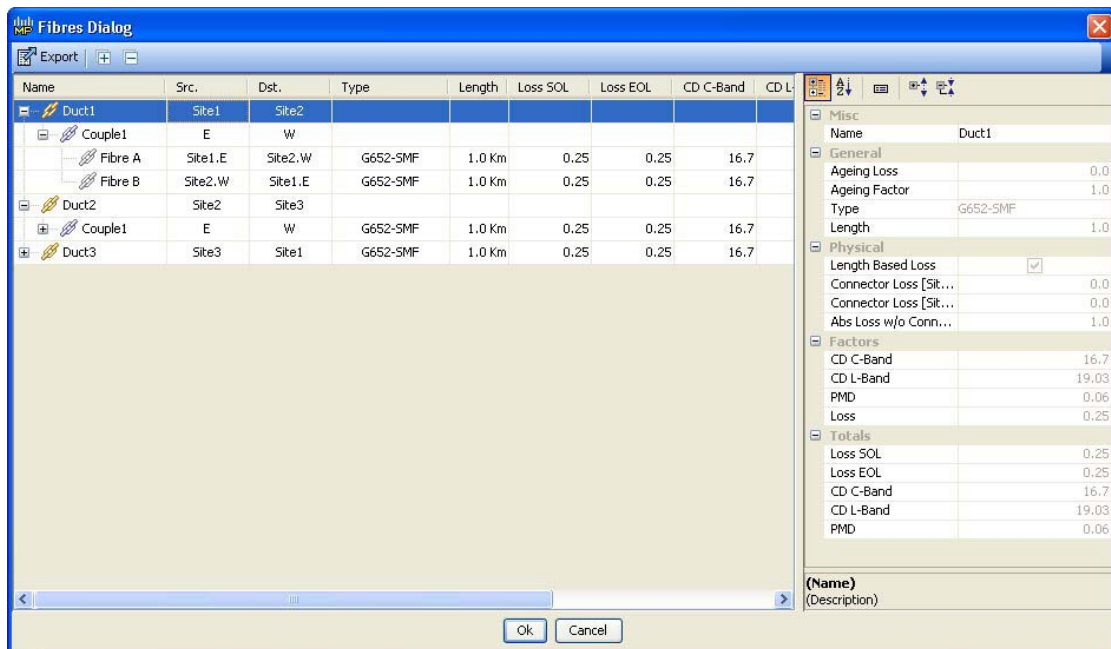 MP Fibres Dialog
Export
Name Src. Dst. Type Length Loss SOL Loss EOL CD C-Band CD L-
Duct1 Site1 Site2
Couple1 E W
Fibre A Site1.E Site2.W G652-SMF 1.0 Km 0.25 0.25 16.7
Fibre B Site2.W Site1.E G652-SMF 1.0 Km 0.25 0.25 16.7
Duct2 Site2 Site3
Couple1 E W G652-SMF 1.0 Km 0.25 0.25 16.7
Duct3 Site3 Site1 G652-SMF 1.0 Km 0.25 0.25 16.7
Misc
Name Duct1
General
Ageing Loss 0.0
Ageing Factor 1.0
Type G652-SMF
Length 1.0
Physical
Length Based Loss
Connector Loss [Sit... 0.0
Connector Loss [Sit... 0.0
Abs Loss w/o Conn... 1.0
Factors
CD C-Band 16.7
CD L-Band 19.03
PMD 0.06
Loss 0.25
Totals
Loss SOL 0.25
Loss EOL 0.25
CD C-Band 16.7
CD L-Band 19.03
PMD 0.06
(Name)
(Description)
Ok Cancel